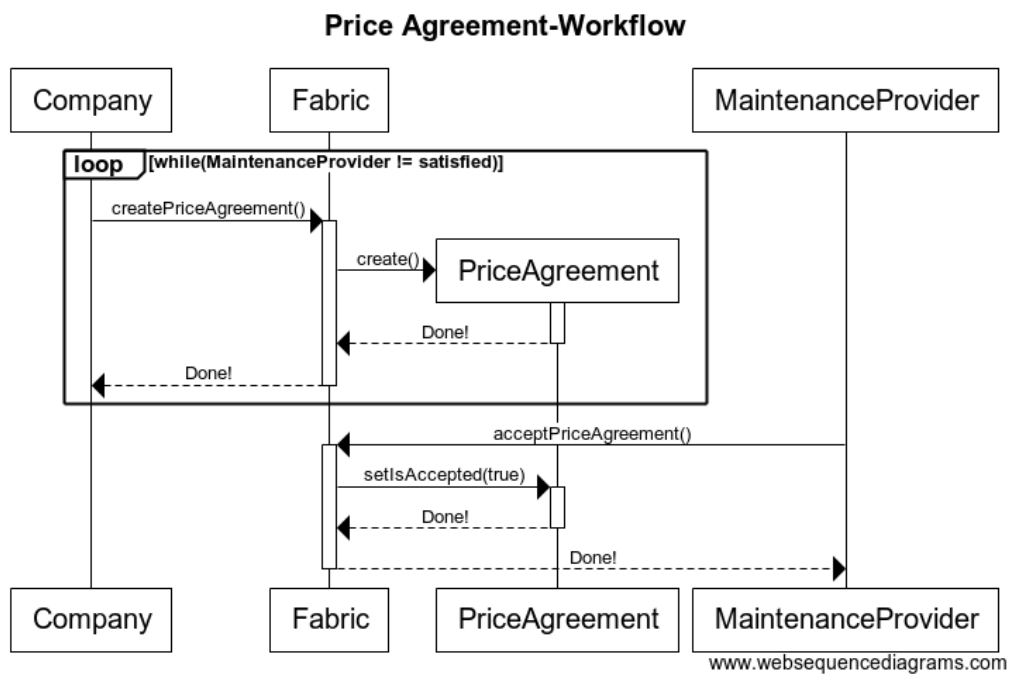 Price Agreement-Workflow
Company
Fabric
MaintenanceProvider
loop
[while(MaintenanceProvider != satisfied)]
createPriceAgreement()
create()
PriceAgreement
Done!
Done!
acceptPriceAgreement()
setIsAccepted(true)
Done!
Done!
Company
Fabric
PriceAgreement
MaintenanceProvider
www.websequencediagrams.com